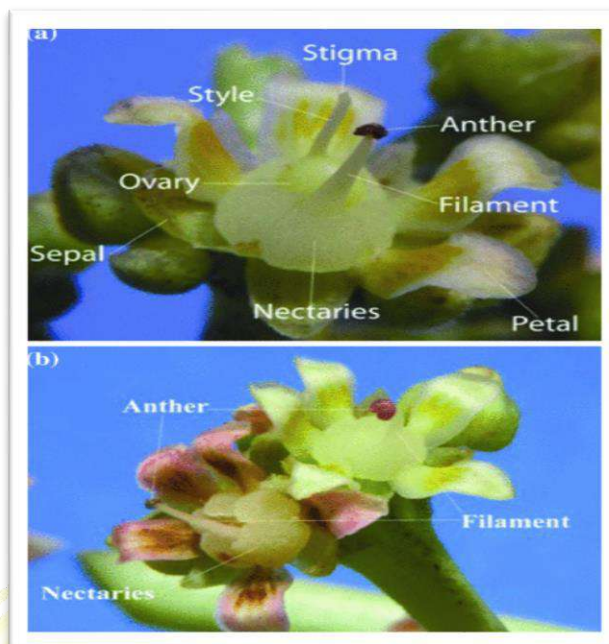 (a)
Stigma
Style
Anther
Ovary
Filament
Sepal
Nectaries
Petal
(b)
Anther
Filament
Nectaries